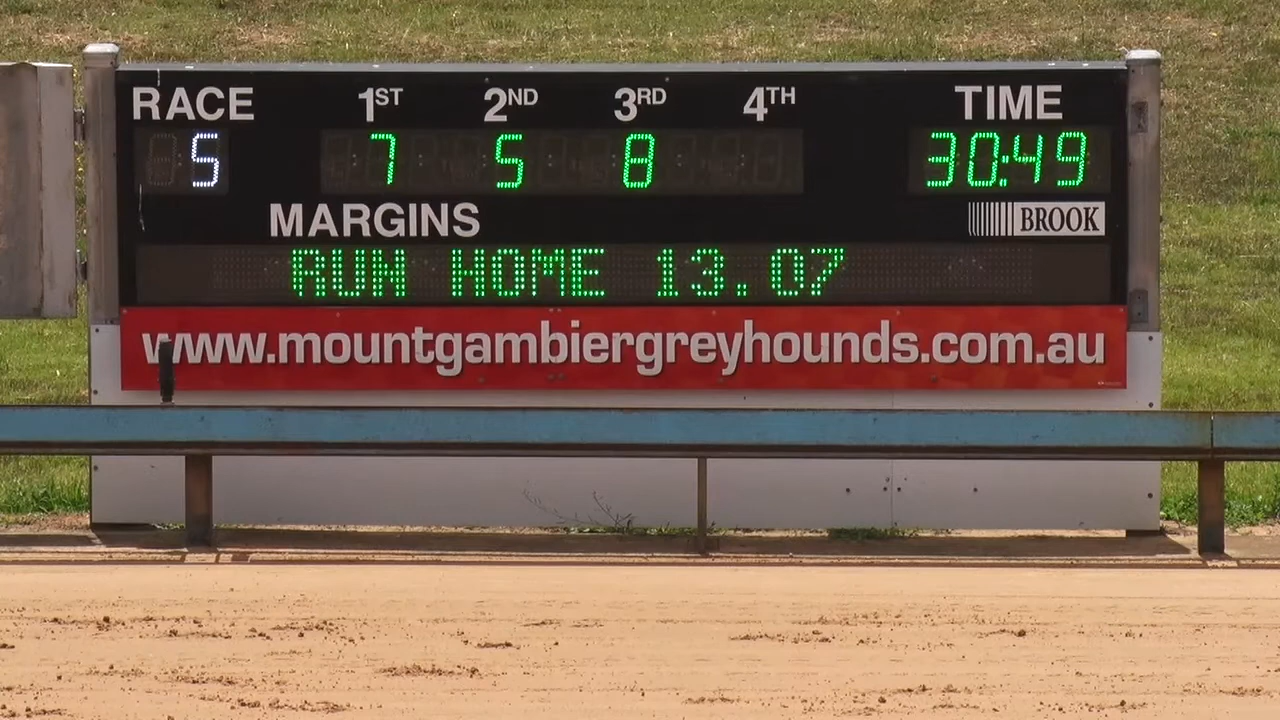 RACE 1ST 2ND 3RD 4TH TIME
5 7 5 8 30:49
MARGINS BROOK
RUN HOME 13.07
www.mountgambiergreyhounds.com.au